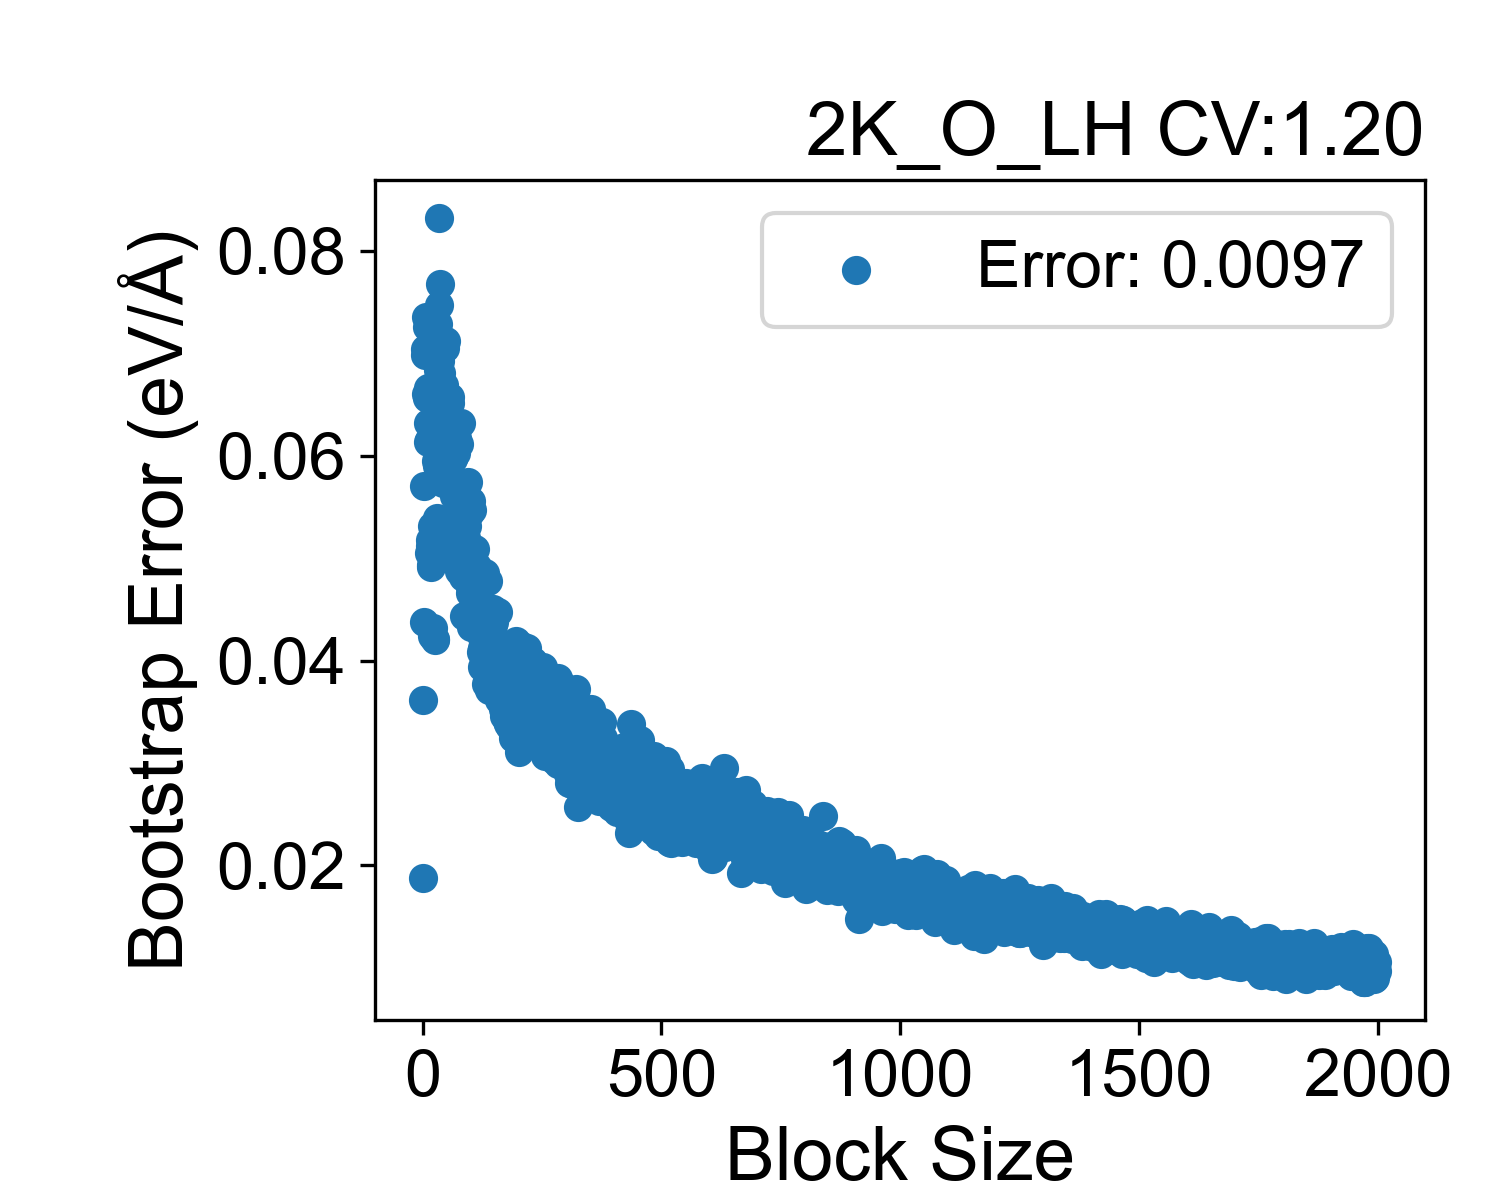 2K_O_LH CV:1.20
Error: 0.0097
Bootstrap Error (eV/Å)
0.08
0.06
0.04
0.02
0 500 1000 1500 2000
Block Size